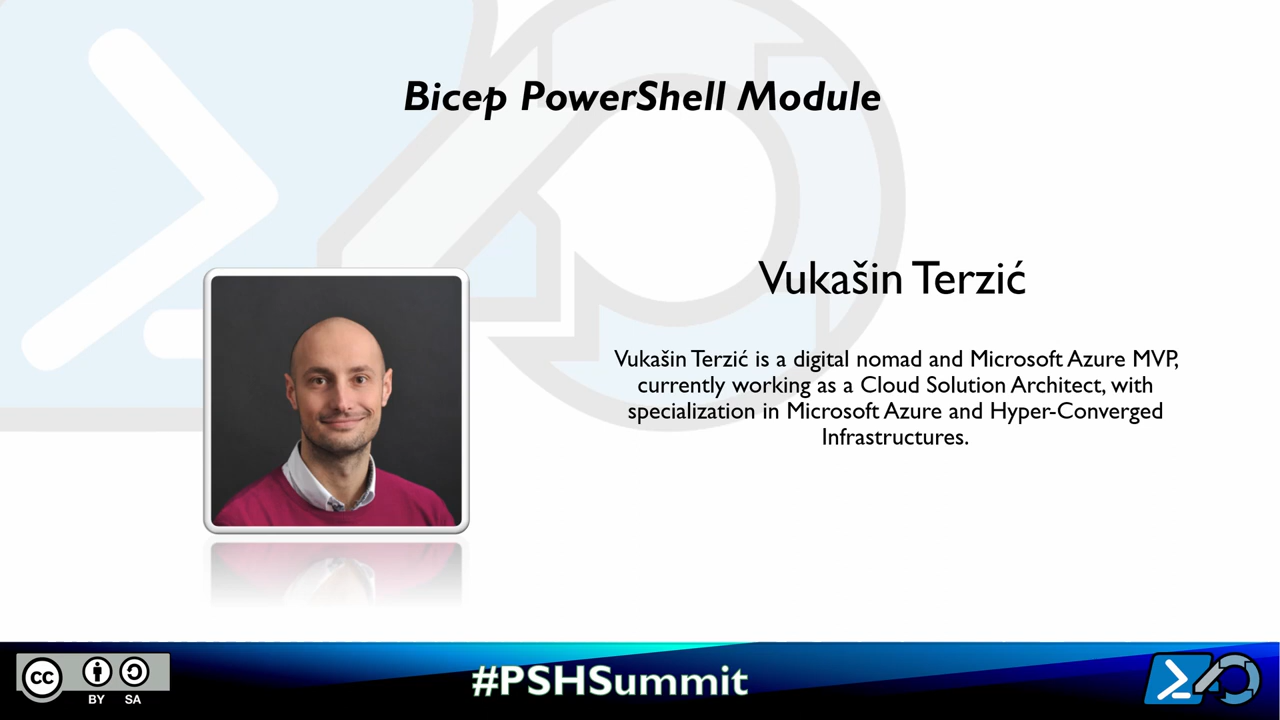 Bicep PowerShell Module
Vukašin Terzić
Vukašin Terzić is a digital nomad and Microsoft Azure MVP,
currently working as a Cloud Solution Architect, with
specialization in Microsoft Azure and Hyper-Converged
Infrastructures.
cc
BY SA
#PSHSummit